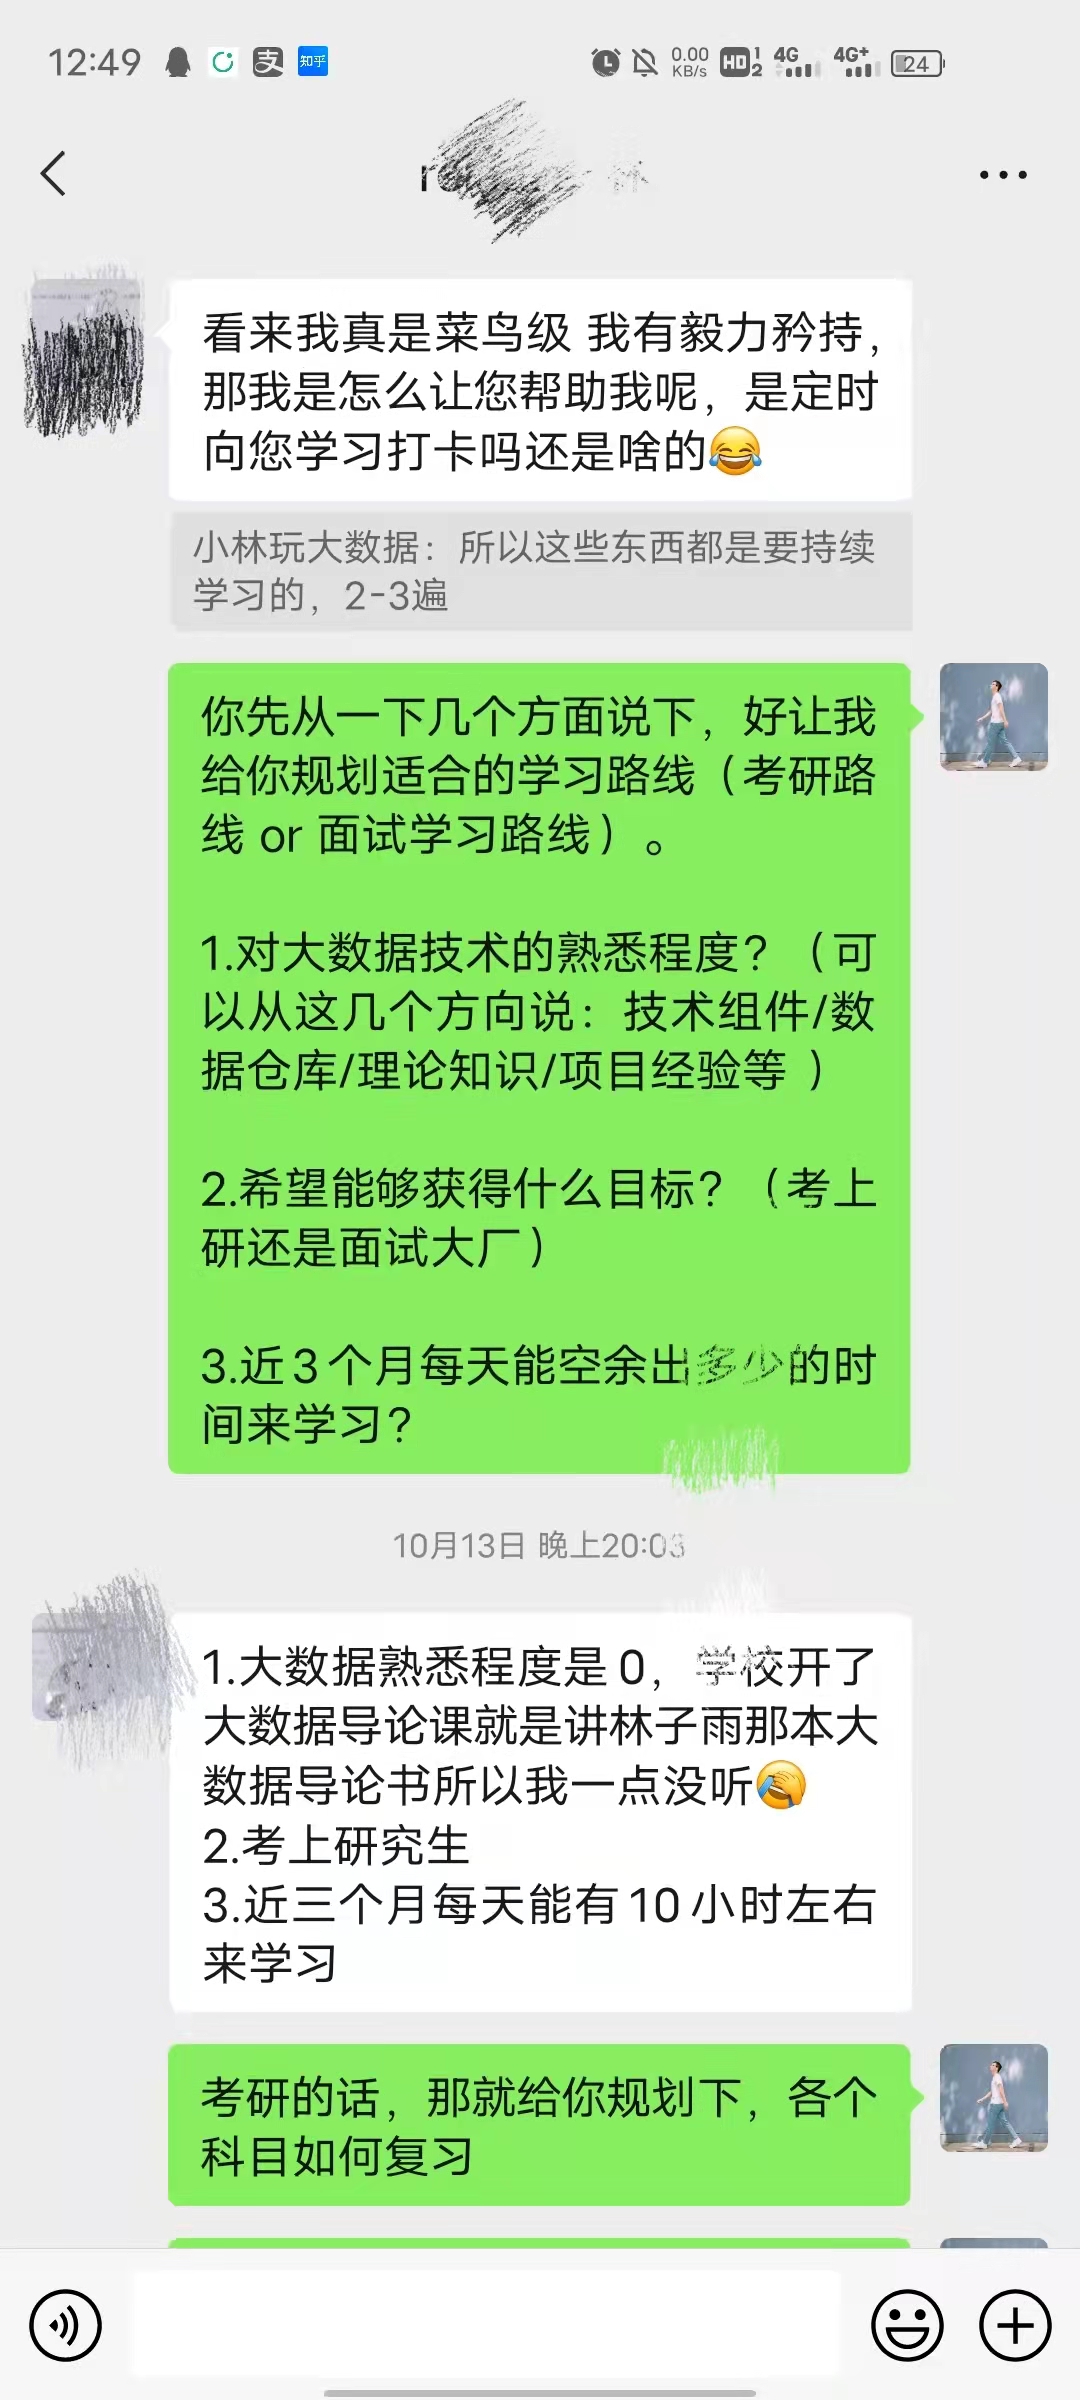 12:49
支
知乎
0.00
KB/s
HD 1
2
4G
4G+
24
看来我真是菜鸟级 我有毅力矜持，
那我是怎么让您帮助我呢，是定时
向您学习打卡吗还是啥的😂
小林玩大数据：所以这些东西都是要持续
学习的，2-3遍
你先从一下几个方面说下，好让我
给你规划适合的学习路线（考研路
线 or 面试学习路线）。
1.对大数据技术的熟悉程度？（可
以从这几个方向说：技术组件/数
据仓库/理论知识/项目经验等 ）
2.希望能够获得什么目标？（考上
研还是面试大厂）
3.近3个月每天能空余出多少的时
间来学习？
10月13日 晚上20:03
1.大数据熟悉程度是0，学校开了
大数据导论课就是讲林子雨那本大
数据导论书所以我一点没听🤦
2.考上研究生
3.近三个月每天能有10小时左右
来学习
考研的话，那就给你规划下，各个
科目如何复习